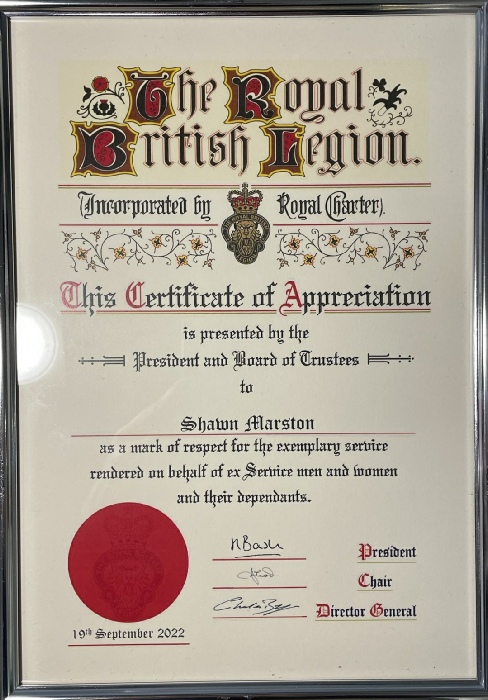 The Royal
British Legion.
(Incorporated by Royal Charter).
This Certificate of Appreciation
is presented by the
President and Board of Trustees
to
Shawn Marston
as a mark of respect for the exemplary service
rendered on behalf of ex Service men and women
and their dependants.
President
Chair
Director General
19th September 2022